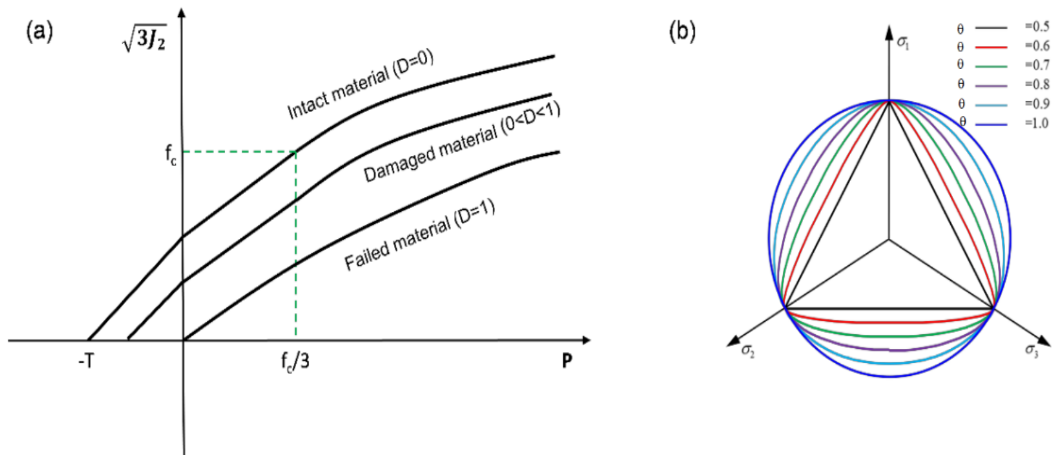 (a)
√3J₂
Intact material (D=0)
Damaged material (0<D<1)
Failed material (D=1)
f_c
-T
f_c/3
P
(b)
σ₁
σ₂
σ₃
θ =0.5
θ =0.6
θ =0.7
θ =0.8
θ =0.9
θ =1.0